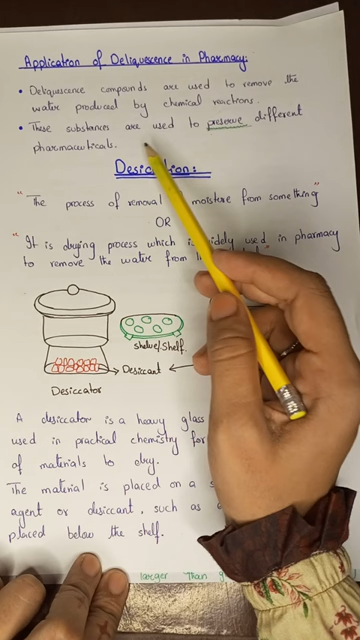 Application of Deliquescence in Pharmacy:
• Deliquescence compounds are used to remove the
water produced by chemical reactions.
• These substances are used to preserve different
pharmaceuticals.
Desiccation:
"The process of removal moisture from something"
OR
"It is drying process which is widely used in pharmacy
to remove the water from
shelve/Shelf.
Desiccant
Desiccator
A desiccator is a heavy glass
used in practical chemistry for
of materials to dry.
The material is placed on a
agent or desiccant, such as
placed below the shelf.
larger Than